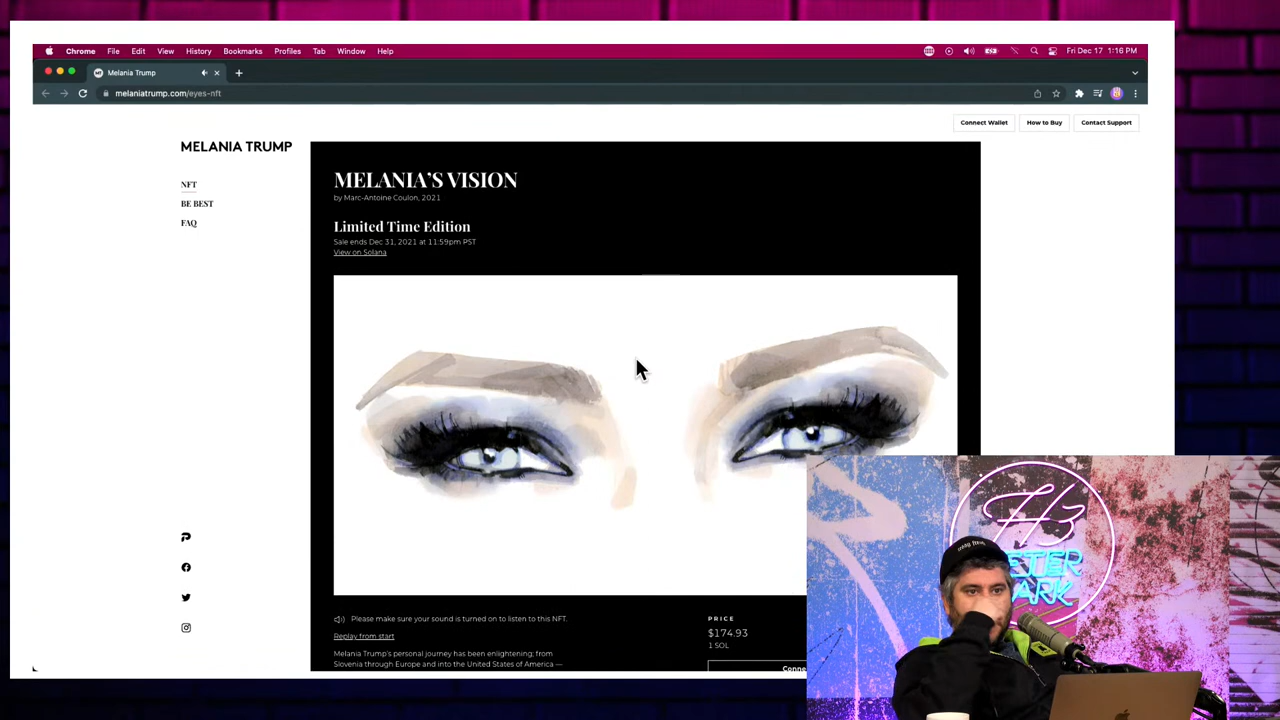 Chrome File Edit View History Bookmarks Profiles Tab Window Help Fri Dec 17 1:16 PM
Melania Trump
melaniatrump.com/eyes-nft
Connect Wallet How to Buy Contact Support
MELANIA TRUMP
NFT
BE BEST
FAQ
MELANIA'S VISION
by Marc-Antoine Coulon, 2021
Limited Time Edition
Sale ends Dec 31, 2021 at 11:59pm PST
View on Solana
Please make sure your sound is turned on to listen to this NFT.
Replay from start
Melania Trump's personal journey has been enlightening; from
Slovenia through Europe and into the United States of America —
PRICE
$174.93
1 SOL
H3